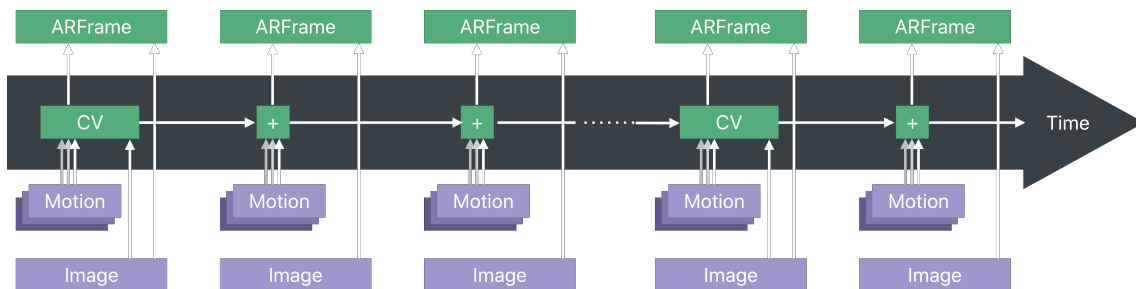 ARFrame ARFrame ARFrame ARFrame ARFrame
CV + + CV + Time
Motion Motion Motion Motion Motion
Image Image Image Image Image